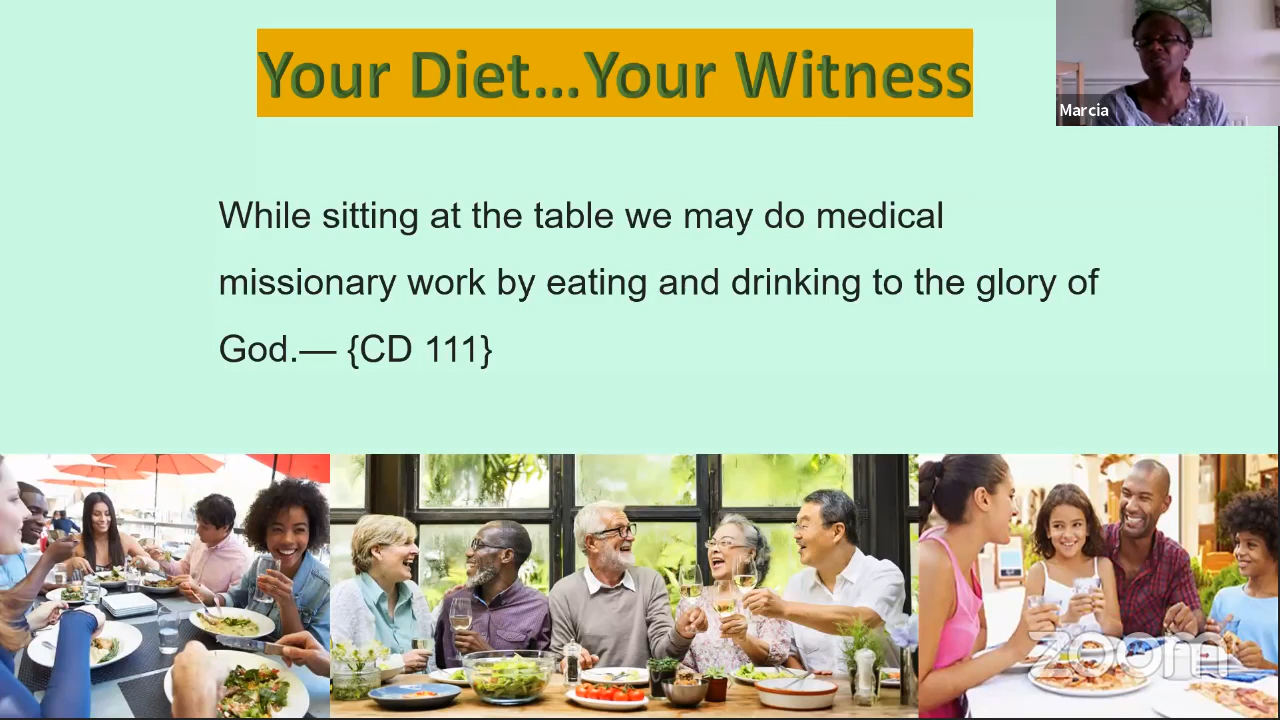 Your Diet...Your Witness
Marcia
While sitting at the table we may do medical
missionary work by eating and drinking to the glory of
God.— {CD 111}
zoom